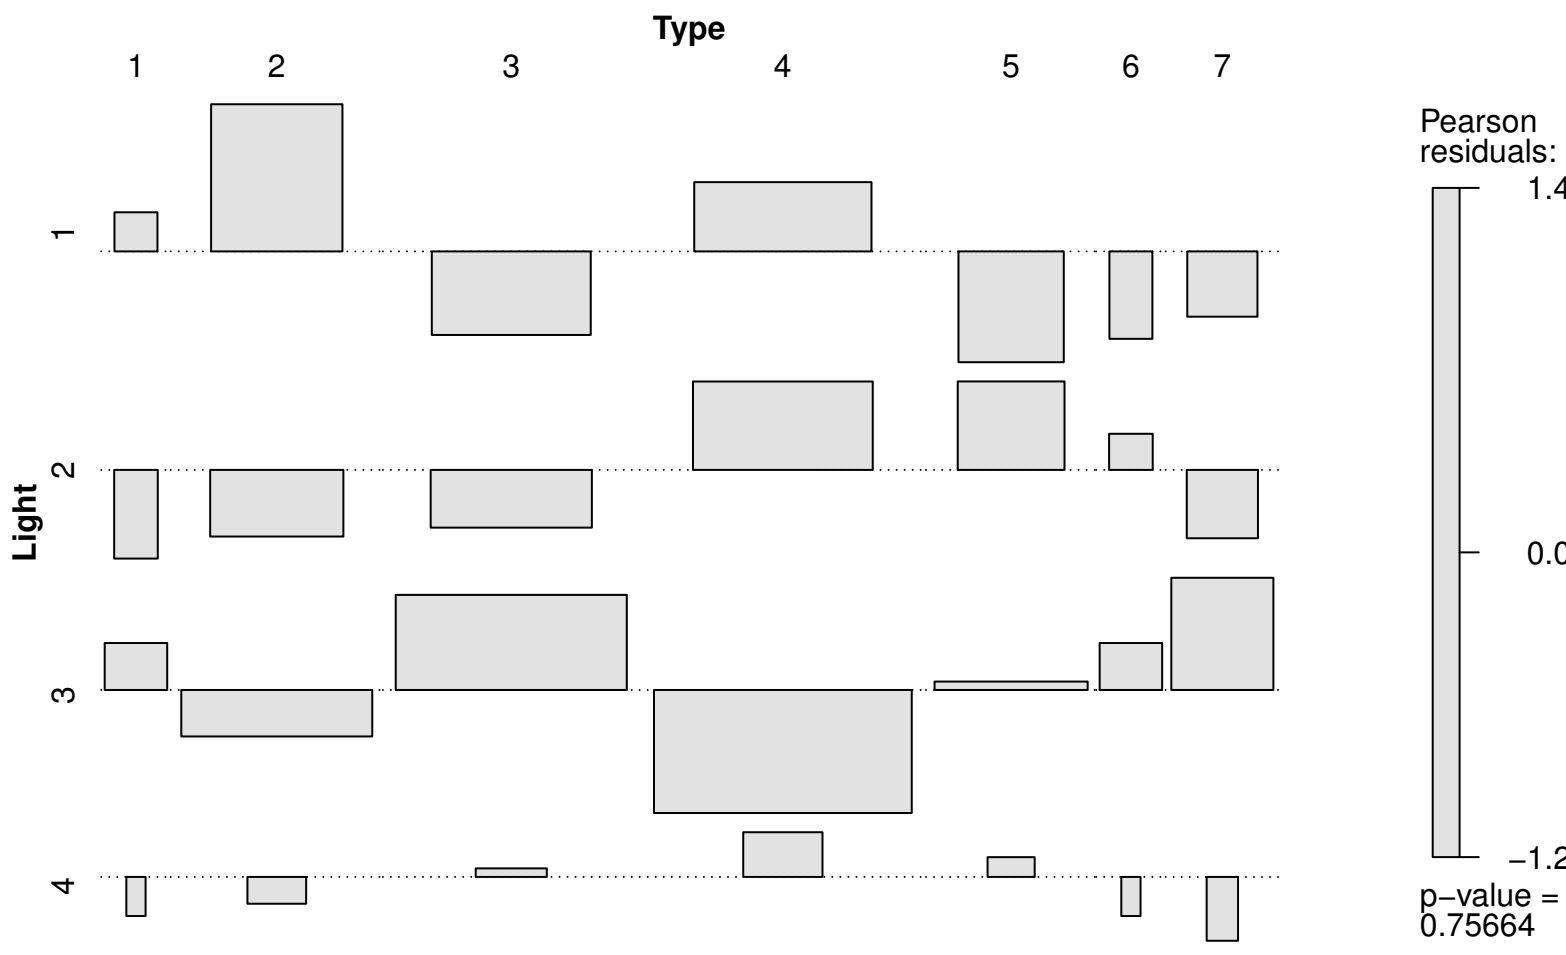 Type
1 2 3 4 5 6 7
Light
1
2
3
4
Pearson
residuals:
1.4
0.0
−1.2
p−value =
0.75664